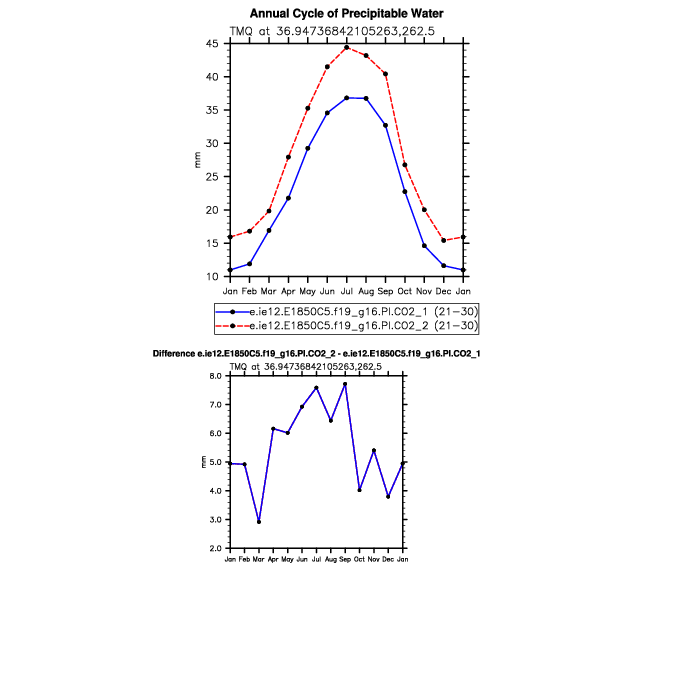 Annual Cycle of Precipitable Water
TMQ at 36.94736842105263,262.5
45
40
35
30
25
20
15
10
mm
Jan Feb Mar Apr May Jun Jul Aug Sep Oct Nov Dec Jan
e.ie12.E1850C5.f19_g16.PI.CO2_1 (21-30)
e.ie12.E1850C5.f19_g16.PI.CO2_2 (21-30)
Difference e.ie12.E1850C5.f19_g16.PI.CO2_2 - e.ie12.E1850C5.f19_g16.PI.CO2_1
TMQ at 36.94736842105263,262.5
8.0
7.0
6.0
5.0
4.0
3.0
2.0
mm
Jan Feb Mar Apr May Jun Jul Aug Sep Oct Nov Dec Jan